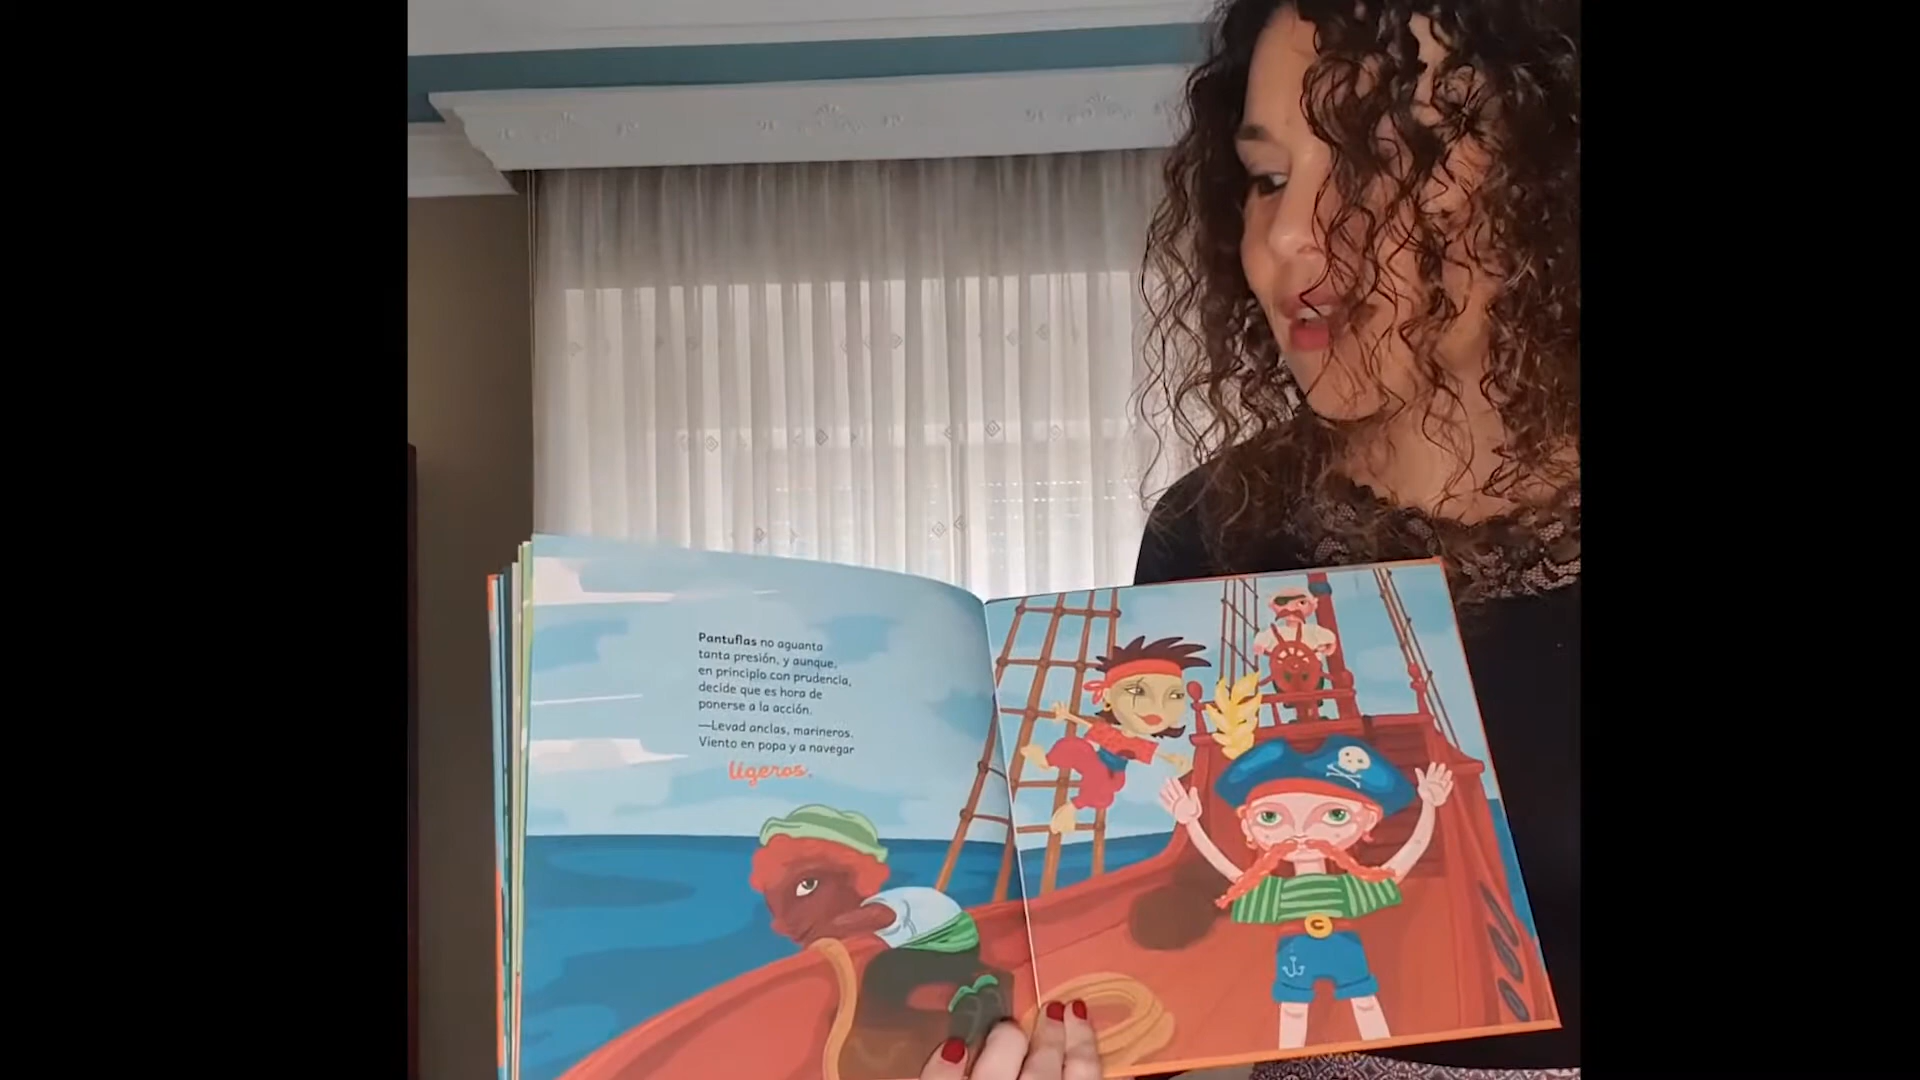 Pantuflas no aguanta
tanta presión, y aunque,
en principio con prudencia,
decide que es hora de
ponerse a la acción.
—Levad anclas, marineros.
Viento en popa y a navegar
ligeros.
C